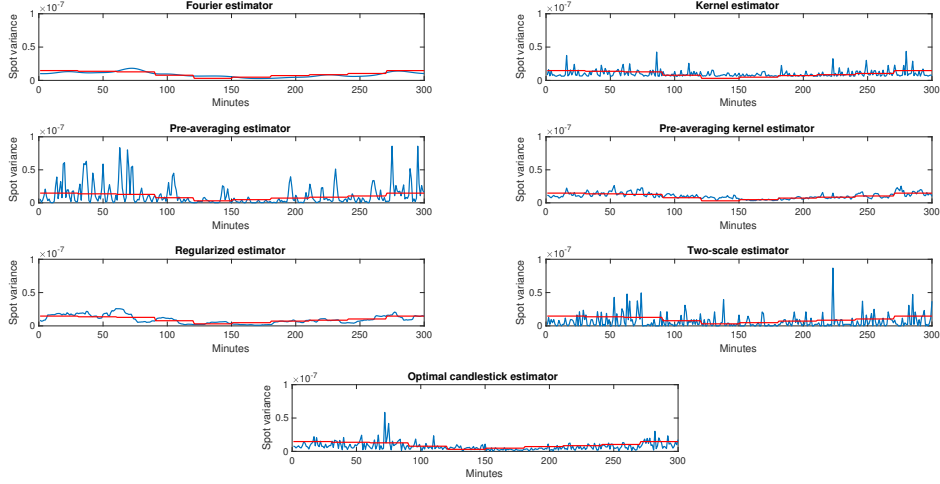 Fourier estimator
×10^-7
1
0.5
0
Spot variance
0 50 100 150 200 250 300
Minutes
Kernel estimator
×10^-7
1
0.5
0
Spot variance
0 50 100 150 200 250 300
Minutes
Pre-averaging estimator
×10^-7
1
0.5
0
Spot variance
0 50 100 150 200 250 300
Minutes
Pre-averaging kernel estimator
×10^-7
1
0.5
0
Spot variance
0 50 100 150 200 250 300
Minutes
Regularized estimator
×10^-7
1
0.5
0
Spot variance
0 50 100 150 200 250 300
Minutes
Two-scale estimator
×10^-7
1
0.5
0
Spot variance
0 50 100 150 200 250 300
Minutes
Optimal candlestick estimator
×10^-7
1
0.5
0
Spot variance
0 50 100 150 200 250 300
Minutes